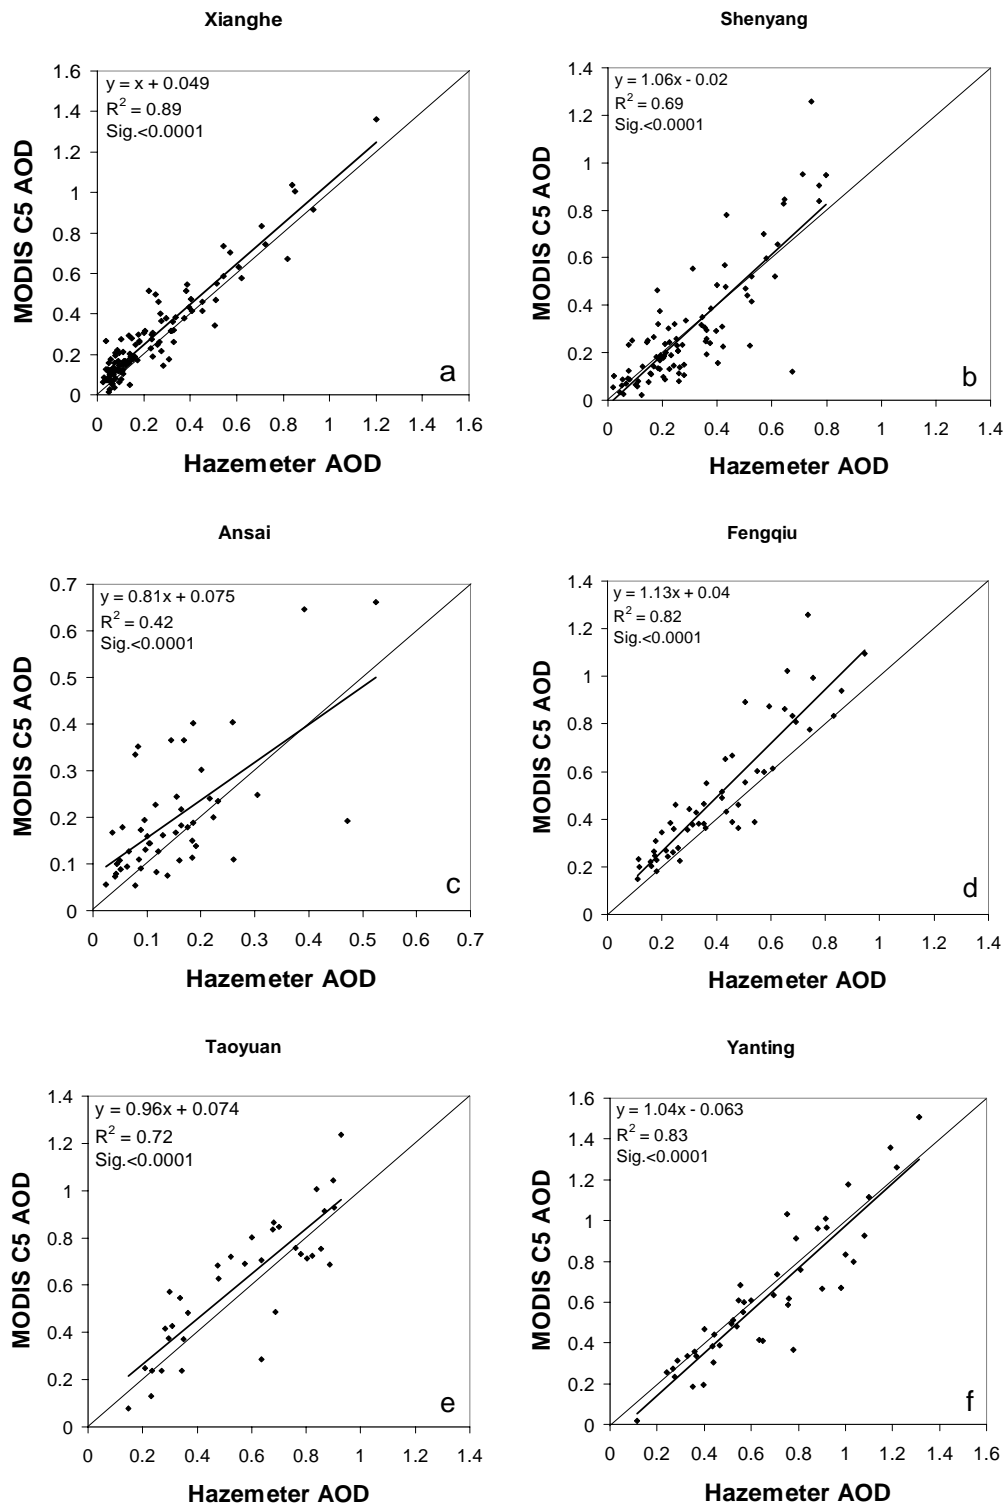 Xianghe
y = x + 0.049
R² = 0.89
Sig.<0.0001
MODIS C5 AOD
1.6
1.4
1.2
1
0.8
0.6
0.4
0.2
0
a
0 0.2 0.4 0.6 0.8 1 1.2 1.4 1.6
Hazemeter AOD
Shenyang
y = 1.06x - 0.02
R² = 0.69
Sig.<0.0001
MODIS C5 AOD
1.4
1.2
1
0.8
0.6
0.4
0.2
0
b
0 0.2 0.4 0.6 0.8 1 1.2 1.4
Hazemeter AOD
Ansai
y = 0.81x + 0.075
R² = 0.42
Sig.<0.0001
MODIS C5 AOD
0.7
0.6
0.5
0.4
0.3
0.2
0.1
0
c
0 0.1 0.2 0.3 0.4 0.5 0.6 0.7
Hazemeter AOD
Fengqiu
y = 1.13x + 0.04
R² = 0.82
Sig.<0.0001
MODIS C5 AOD
1.4
1.2
1
0.8
0.6
0.4
0.2
0
d
0 0.2 0.4 0.6 0.8 1 1.2 1.4
Hazemeter AOD
Taoyuan
y = 0.96x + 0.074
R² = 0.72
Sig.<0.0001
MODIS C5 AOD
1.4
1.2
1
0.8
0.6
0.4
0.2
0
e
0 0.2 0.4 0.6 0.8 1 1.2 1.4
Hazemeter AOD
Yanting
y = 1.04x - 0.063
R² = 0.83
Sig.<0.0001
MODIS C5 AOD
1.6
1.4
1.2
1
0.8
0.6
0.4
0.2
0
f
0 0.2 0.4 0.6 0.8 1 1.2 1.4 1.6
Hazemeter AOD